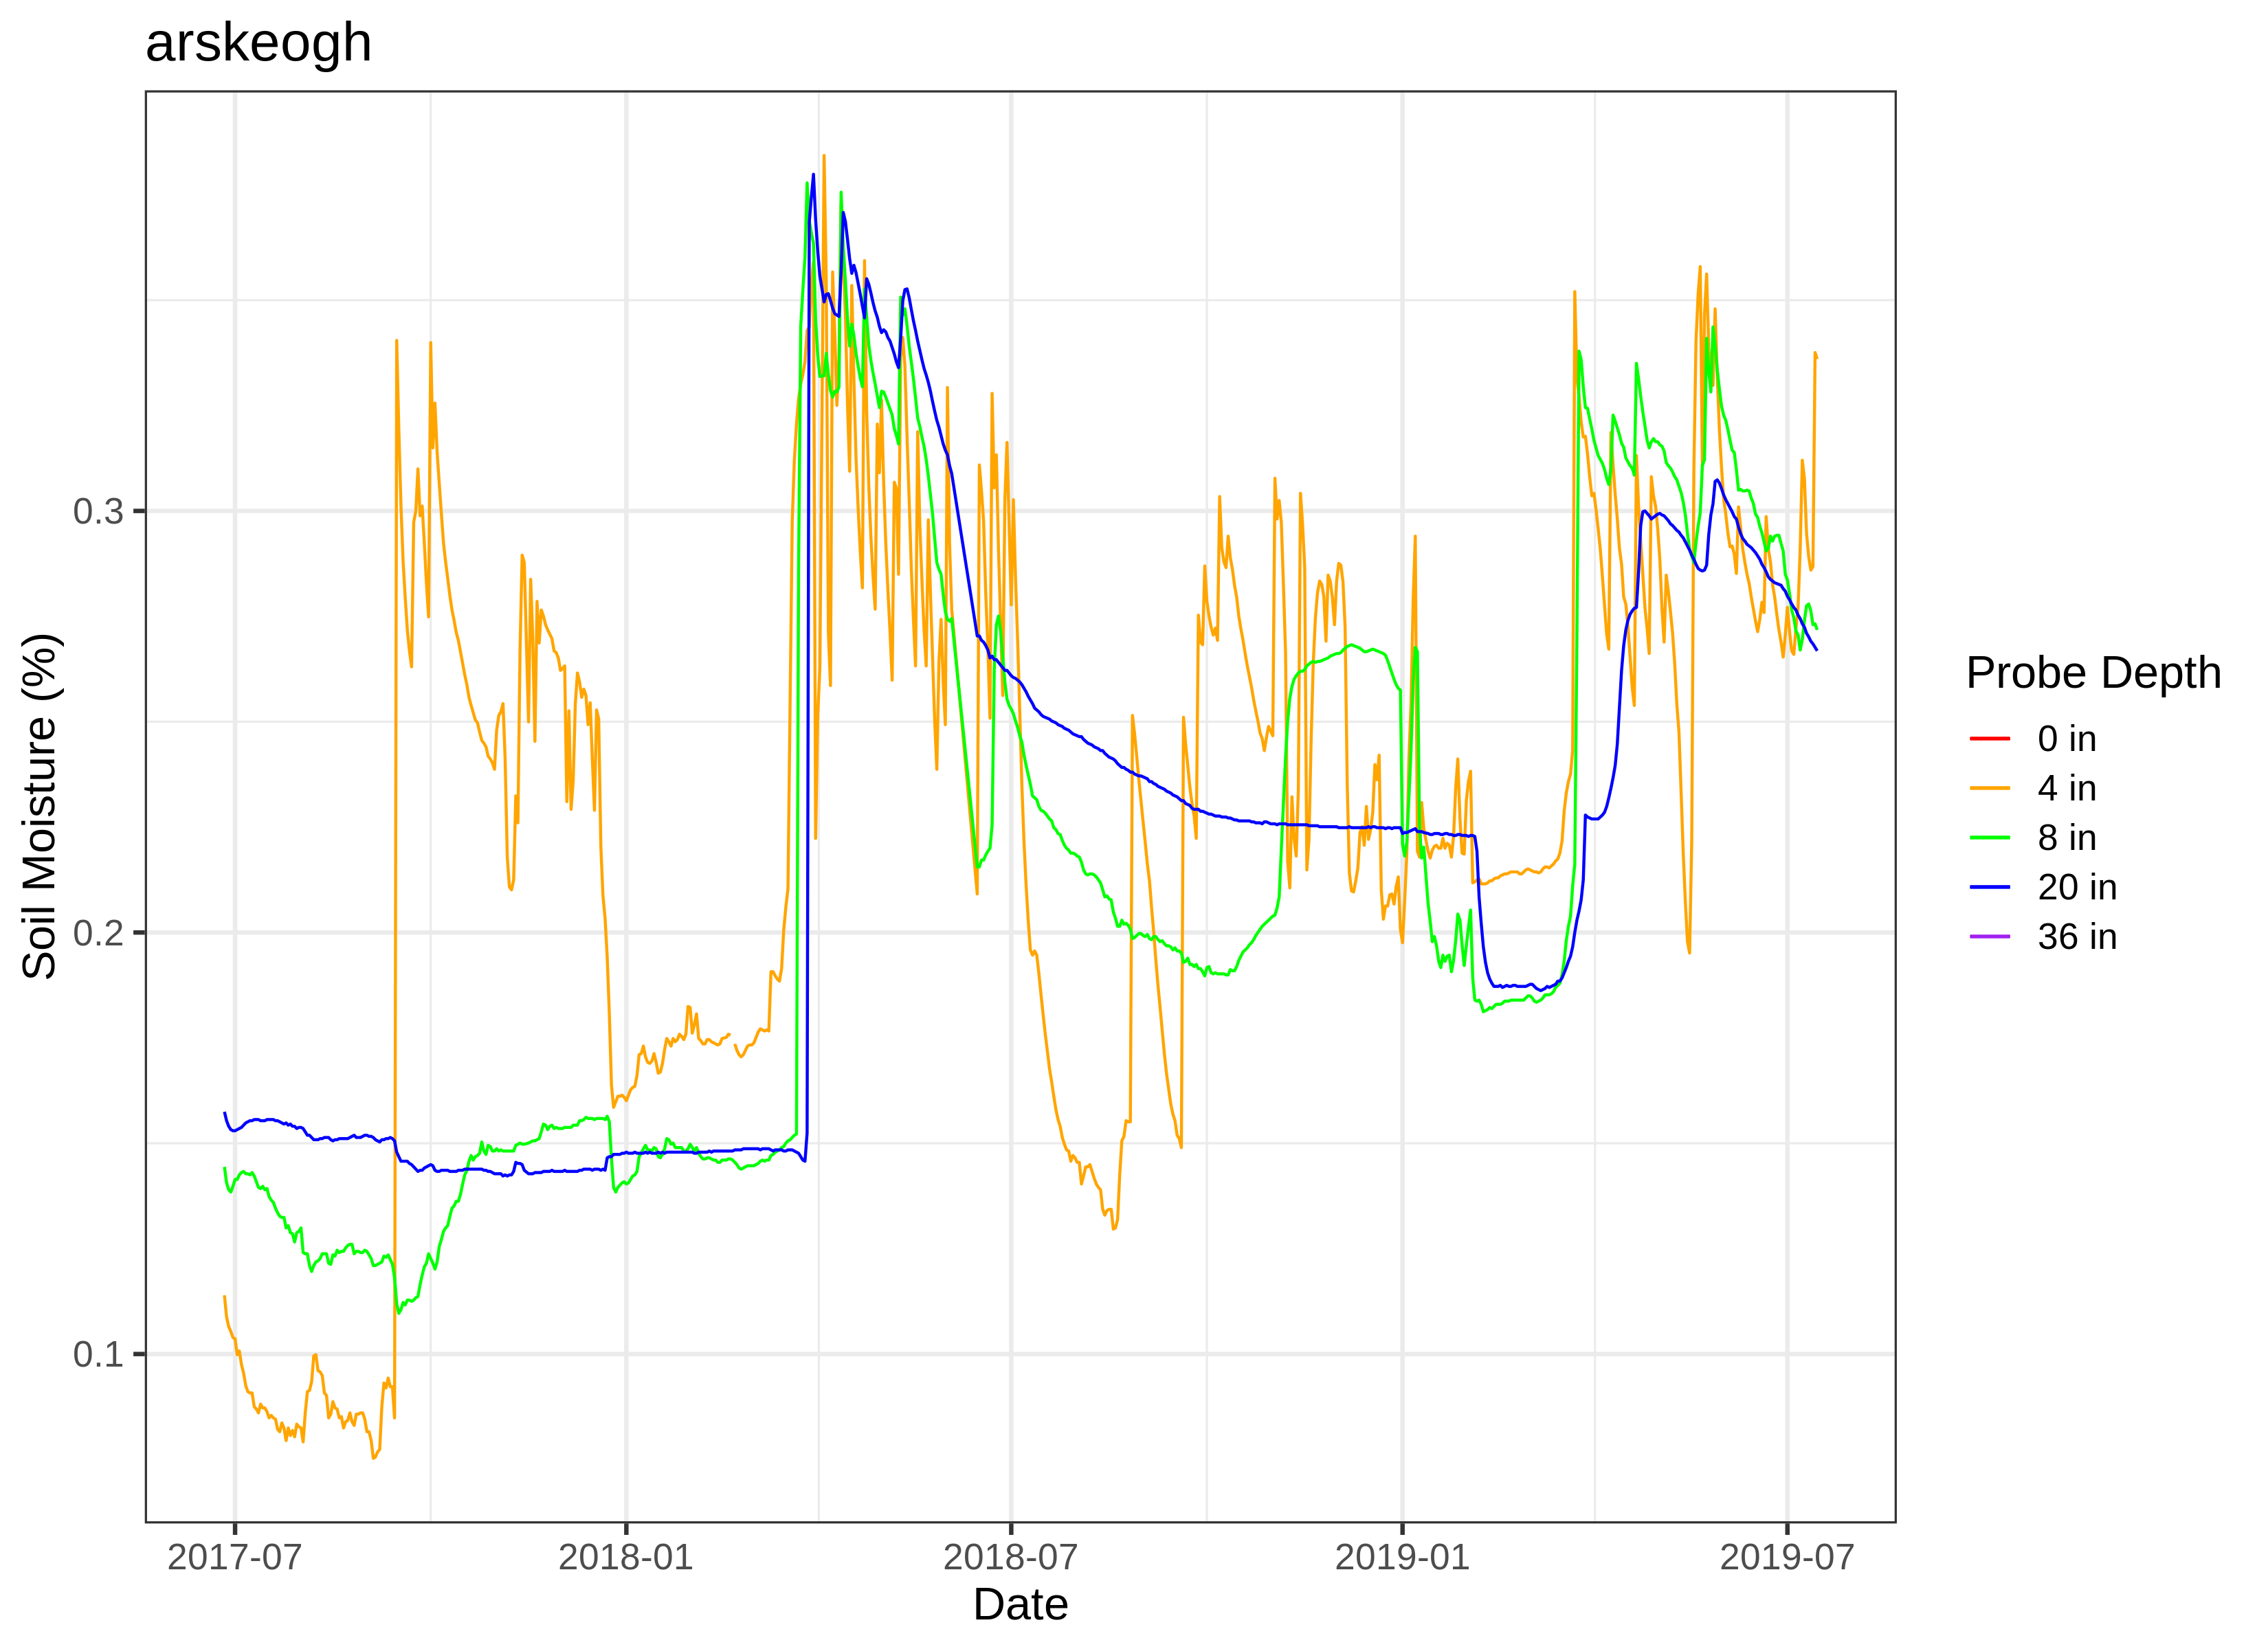 arskeogh
Soil Moisture (%)
0.3
0.2
0.1
2017-07
2018-01
2018-07
2019-01
2019-07
Date
Probe Depth
0 in
4 in
8 in
20 in
36 in